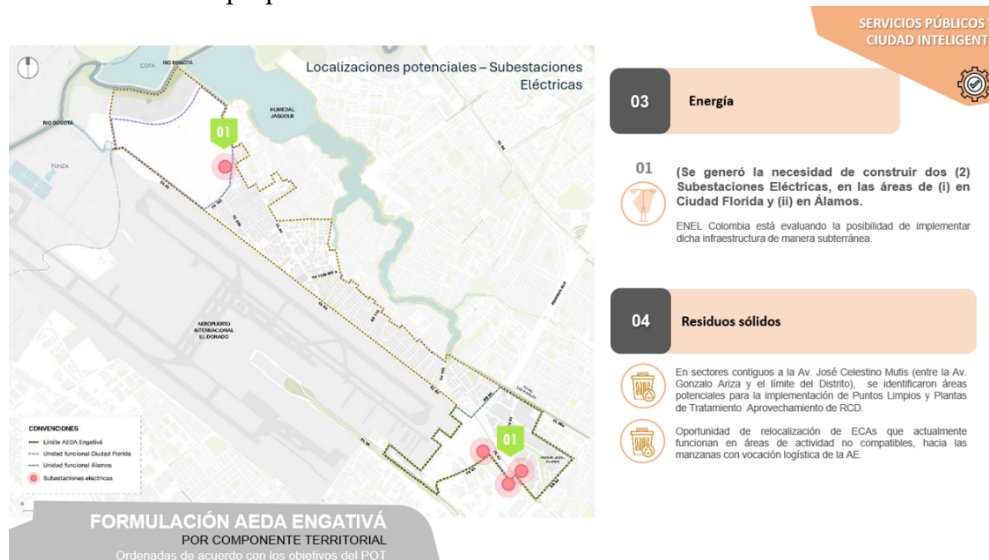 SERVICIOS PÚBLICOS Y
CIUDAD INTELIGENT
Localizaciones potenciales – Subestaciones
Eléctricas
COTA
RIO BOGOTÁ
RIO BOGOTÁ
FUNZA
HUMEDAL
JABOQUE
01
AEROPUERTO
INTERNACIONAL
EL DORADO
01
CONVENCIONES
Límite AEDA Engativá
Unidad funcional Ciudad Florida
Unidad funcional Álamos
Subestaciones eléctricas
03
Energía
01
(Se generó la necesidad de construir dos (2)
Subestaciones Eléctricas, en las áreas de (i) en
Ciudad Florida y (ii) en Álamos.
ENEL Colombia está evaluando la posibilidad de implementar
dicha infraestructura de manera subterránea.
04
Residuos sólidos
En sectores contiguos a la Av. José Celestino Mutis (entre la Av.
Gonzalo Ariza y el límite del Distrito), se identificaron áreas
potenciales para la implementación de Puntos Limpios y Plantas
de Tratamiento Aprovechamiento de RCD.
Oportunidad de relocalización de ECAs que actualmente
funcionan en áreas de actividad no compatibles, hacia las
manzanas con vocación logística de la AE.
FORMULACIÓN AEDA ENGATIVÁ
POR COMPONENTE TERRITORIAL
Ordenadas de acuerdo con los objetivos del POT